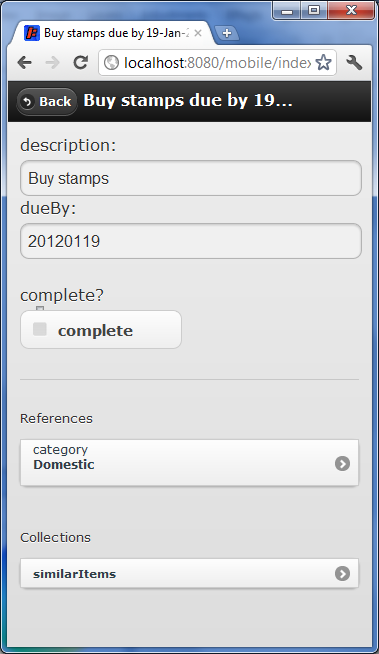 Buy stamps due by 19-Jan-2
localhost:8080/mobile/index
Back
Buy stamps due by 19...
description:
Buy stamps
dueBy:
20120119
complete?
complete
References
category
Domestic
Collections
similarItems